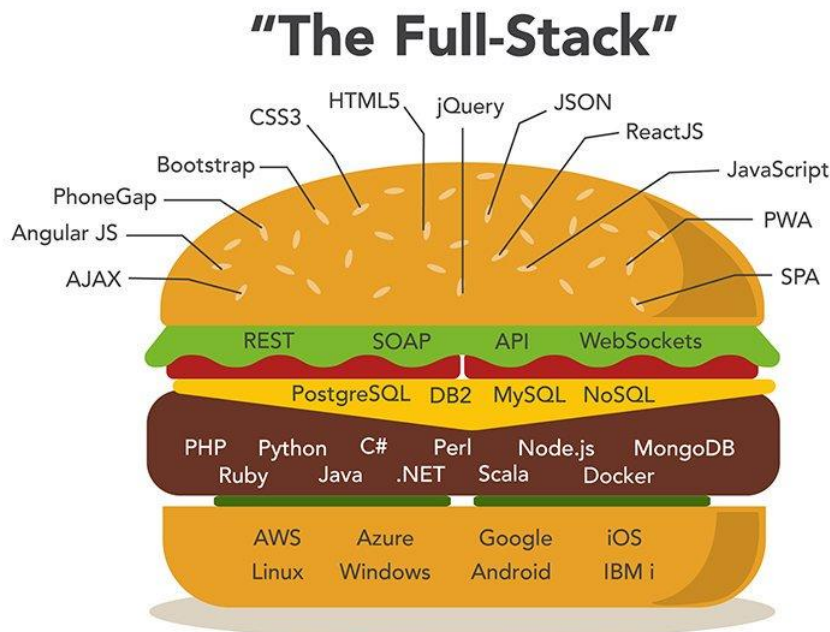 "The Full-Stack"
HTML5
jQuery
JSON
CSS3
ReactJS
Bootstrap
JavaScript
PhoneGap
PWA
Angular JS
AJAX
SPA
REST SOAP API WebSockets
PostgreSQL DB2 MySQL NoSQL
PHP Python C# Perl Node.js MongoDB
Ruby Java .NET Scala Docker
AWS Azure Google iOS
Linux Windows Android IBM i